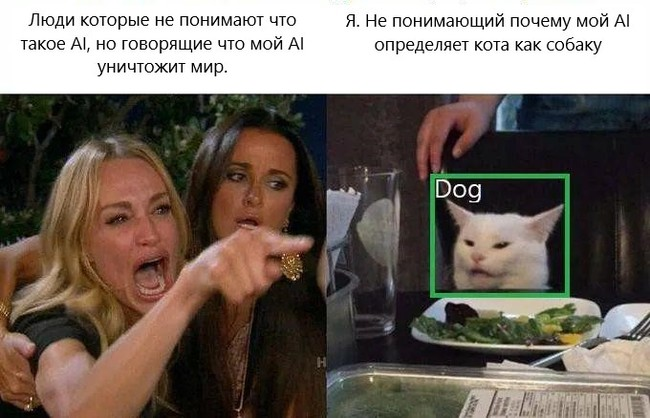 Люди которые не понимают что
такое AI, но говорящие что мой AI
уничтожит мир.
Я. Не понимающий почему мой AI
определяет кота как собаку
Dog